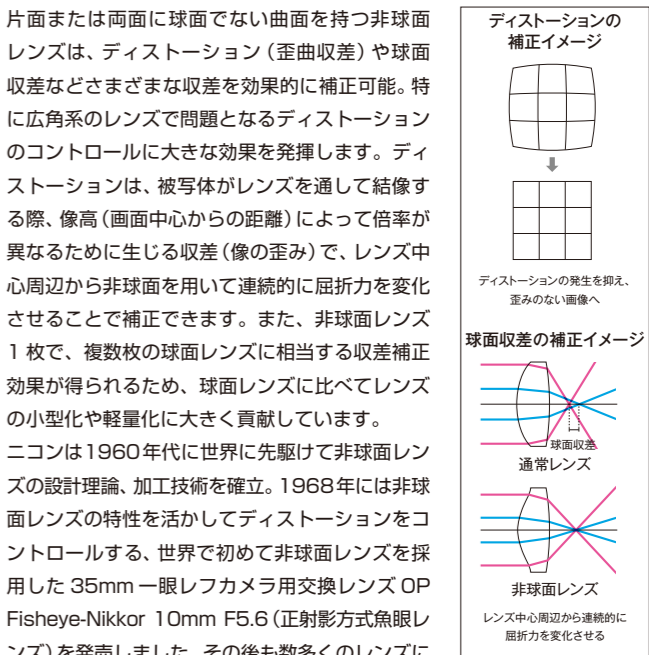 片面または両面に球面でない曲面を持つ非球面
レンズは、ディストーション（歪曲収差）や球面
収差などさまざまな収差を効果的に補正可能。特
に広角系のレンズで問題となるディストーション
のコントロールに大きな効果を発揮します。ディ
ストーションは、被写体がレンズを通して結像す
る際、像高（画面中心からの距離）によって倍率が
異なるために生じる収差（像の歪み）で、レンズ中
心周辺から非球面を用いて連続的に屈折力を変化
させることで補正できます。また、非球面レンズ
1 枚で、複数枚の球面レンズに相当する収差補正
効果が得られるため、球面レンズに比べてレンズ
の小型化や軽量化に大きく貢献しています。
ニコンは1960年代に世界に先駆けて非球面レン
ズの設計理論、加工技術を確立。1968年には非球
面レンズの特性を活かしてディストーションをコ
ントロールする、世界で初めて非球面レンズを採
用した 35mm 一眼レフカメラ用交換レンズ OP
Fisheye-Nikkor 10mm F5.6（正射影方式魚眼レ
ンズ）を発売しました。その後も数多くのレンズに
ディストーションの
補正イメージ
ディストーションの発生を抑え、
歪みのない画像へ
球面収差の補正イメージ
球面収差
通常レンズ
非球面レンズ
レンズ中心周辺から連続的に
屈折力を変化させる